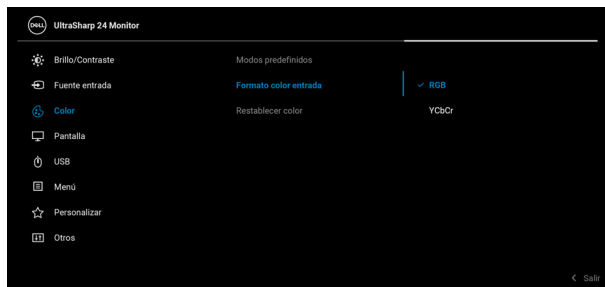 DELL UltraSharp 24 Monitor
Brillo/Contraste
Modos predefinidos
Fuente entrada
Formato color entrada
RGB
Color
Restablecer color
YCbCr
Pantalla
USB
Menú
Personalizar
Otros
Salir